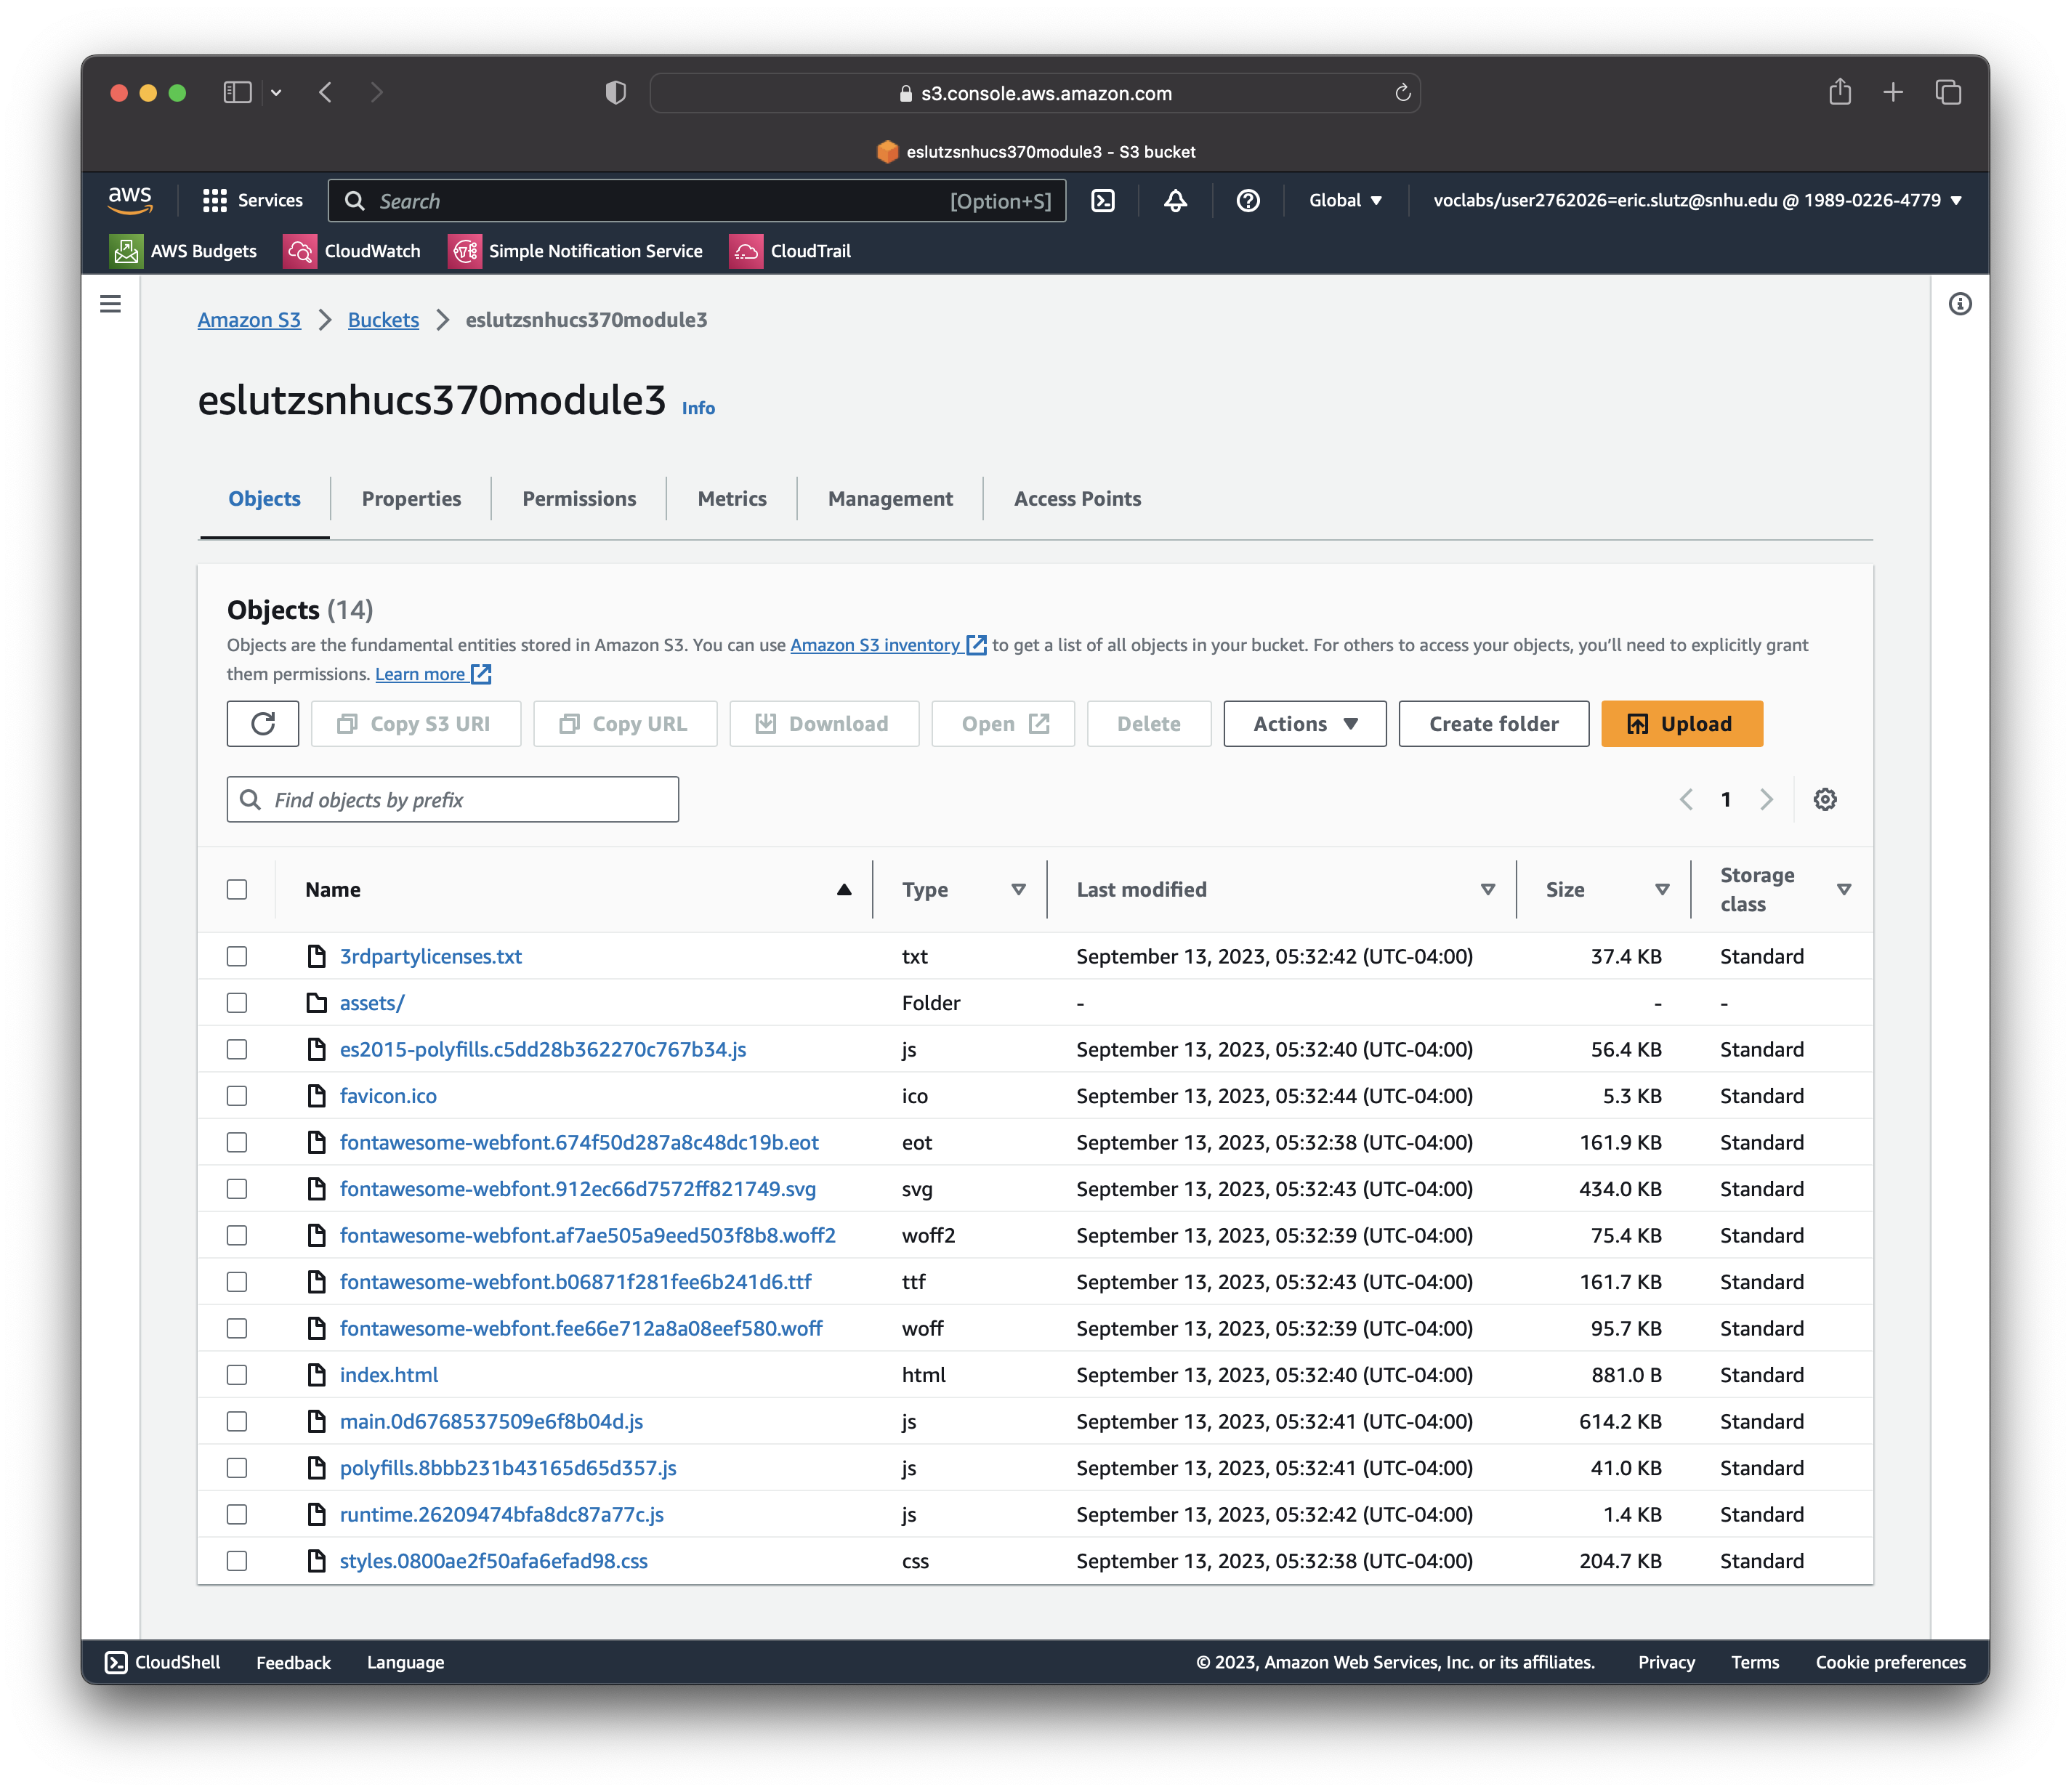 s3.console.aws.amazon.com
eslutzsnhucs370module3 - S3 bucket
aws Services Search [Option+S] Global voclabs/user2762026=eric.slutz@snhu.edu @ 1989-0226-4779
AWS Budgets CloudWatch Simple Notification Service CloudTrail
Amazon S3 Buckets eslutzsnhucs370module3
eslutzsnhucs370module3 Info
Objects Properties Permissions Metrics Management Access Points
Objects (14)
Objects are the fundamental entities stored in Amazon S3. You can use Amazon S3 inventory to get a list of all objects in your bucket. For others to access your objects, you’ll need to explicitly grant
them permissions. Learn more
Copy S3 URI Copy URL Download Open Delete Actions Create folder Upload
Find objects by prefix 1
Name Type Last modified Size Storage class
3rdpartylicenses.txt txt September 13, 2023, 05:32:42 (UTC-04:00) 37.4 KB Standard
assets/ Folder - - -
es2015-polyfills.c5dd28b362270c767b34.js js September 13, 2023, 05:32:40 (UTC-04:00) 56.4 KB Standard
favicon.ico ico September 13, 2023, 05:32:44 (UTC-04:00) 5.3 KB Standard
fontawesome-webfont.674f50d287a8c48dc19b.eot eot September 13, 2023, 05:32:38 (UTC-04:00) 161.9 KB Standard
fontawesome-webfont.912ec66d7572ff821749.svg svg September 13, 2023, 05:32:43 (UTC-04:00) 434.0 KB Standard
fontawesome-webfont.af7ae505a9eed503f8b8.woff2 woff2 September 13, 2023, 05:32:39 (UTC-04:00) 75.4 KB Standard
fontawesome-webfont.b06871f281fee6b241d6.ttf ttf September 13, 2023, 05:32:43 (UTC-04:00) 161.7 KB Standard
fontawesome-webfont.fee66e712a8a08eef580.woff woff September 13, 2023, 05:32:39 (UTC-04:00) 95.7 KB Standard
index.html html September 13, 2023, 05:32:40 (UTC-04:00) 881.0 B Standard
main.0d6768537509e6f8b04d.js js September 13, 2023, 05:32:41 (UTC-04:00) 614.2 KB Standard
polyfills.8bbb231b43165d65d357.js js September 13, 2023, 05:32:41 (UTC-04:00) 41.0 KB Standard
runtime.26209474bfa8dc87a77c.js js September 13, 2023, 05:32:42 (UTC-04:00) 1.4 KB Standard
styles.0800ae2f50afa6efad98.css css September 13, 2023, 05:32:38 (UTC-04:00) 204.7 KB Standard
CloudShell Feedback Language © 2023, Amazon Web Services, Inc. or its affiliates. Privacy Terms Cookie preferences